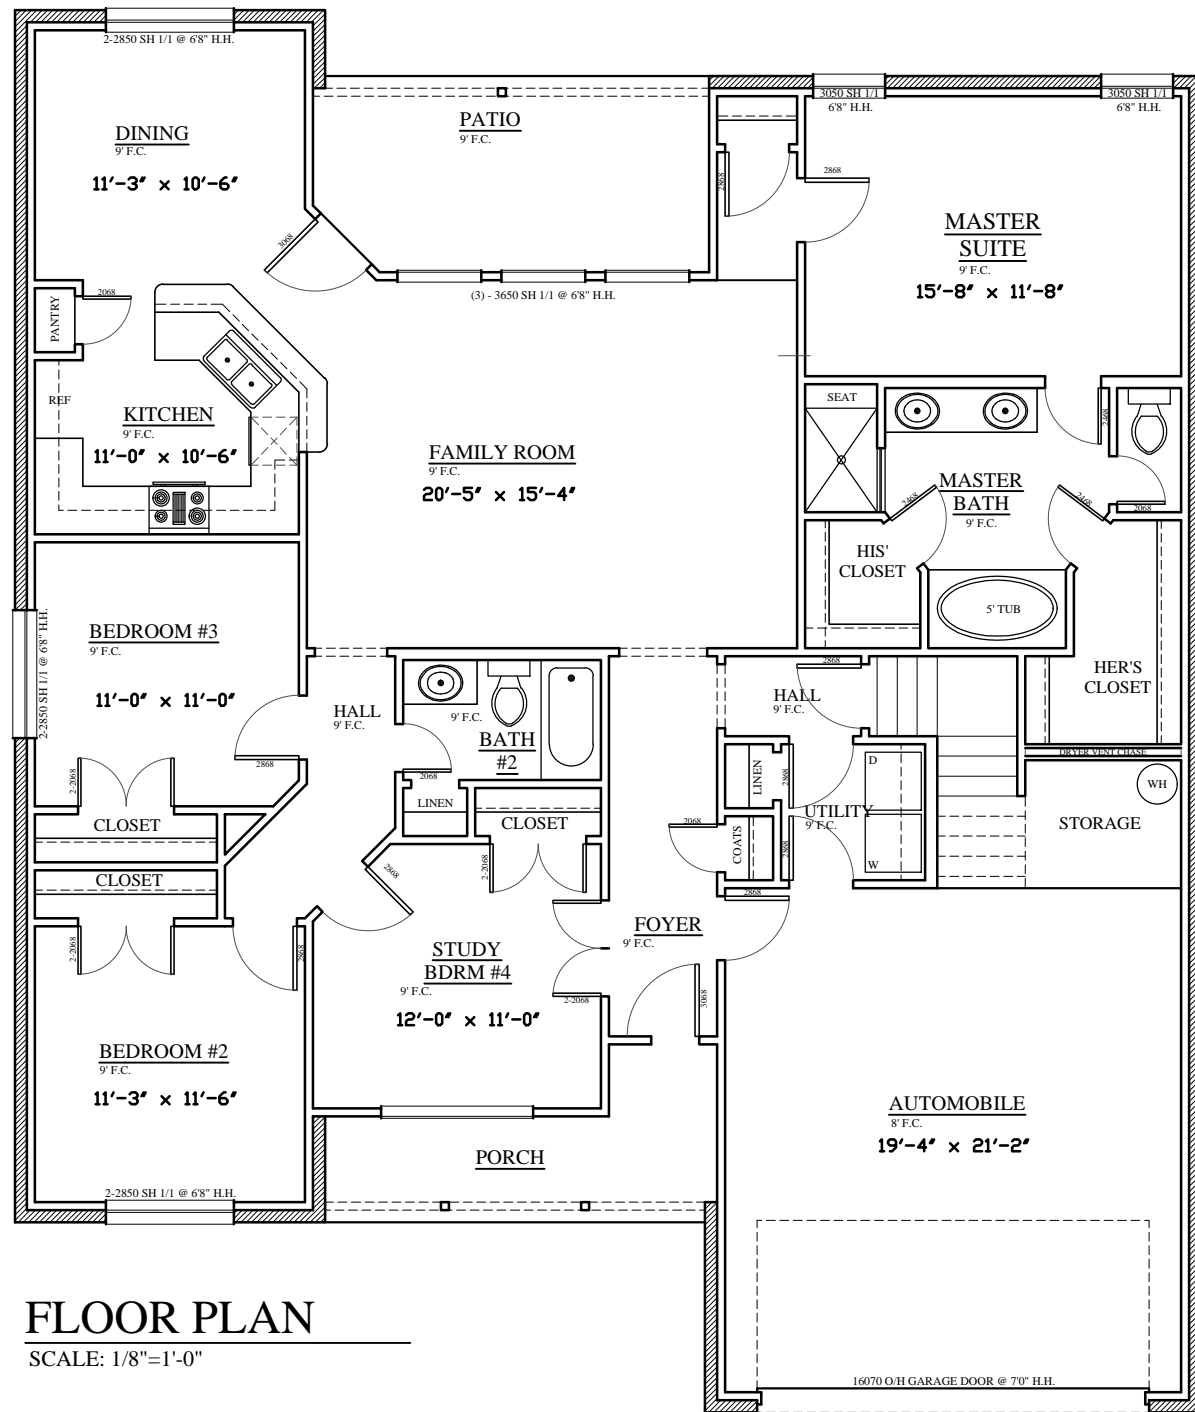 2-2850 SH 1/1 @ 6'8" H.H.
DINING
9' F.C.
11'-3" x 10'-6"
PATIO
9' F.C.
3050 SH 1/1
6'8" H.H.
3050 SH 1/1
6'8" H.H.
2868
2868
MASTER
SUITE
9' F.C.
15'-8" x 11'-8"
3068
(3) - 3650 SH 1/1 @ 6'8" H.H.
PANTRY
2068
REF
KITCHEN
9' F.C.
11'-0" x 10'-6"
FAMILY ROOM
9' F.C.
20'-5" x 15'-4"
SEAT
2468
MASTER
BATH
9' F.C.
2468
2468
2068
HIS'
CLOSET
5' TUB
HER'S
CLOSET
2-2850 SH 1/1 @ 6'8" H.H.
BEDROOM #3
9' F.C.
11'-0" x 11'-0"
2868
2-2068
CLOSET
CLOSET
2-2068
HALL
9' F.C.
9' F.C.
BATH
#2
2068
LINEN
CLOSET
2-2068
2868
HALL
9' F.C.
2868
LINEN
2868
UTILITY
9' F.C.
D
W
2868
COATS
2068
2868
DRYER VENT CHASE
WH
STORAGE
FOYER
9' F.C.
STUDY
BDRM #4
9' F.C.
12'-0" x 11'-0"
2-2068
3068
2868
BEDROOM #2
9' F.C.
11'-3" x 11'-6"
2-2850 SH 1/1 @ 6'8" H.H.
PORCH
AUTOMOBILE
8' F.C.
19'-4" x 21'-2"
16070 O/H GARAGE DOOR @ 7'0" H.H.
FLOOR PLAN
SCALE: 1/8"=1'-0"